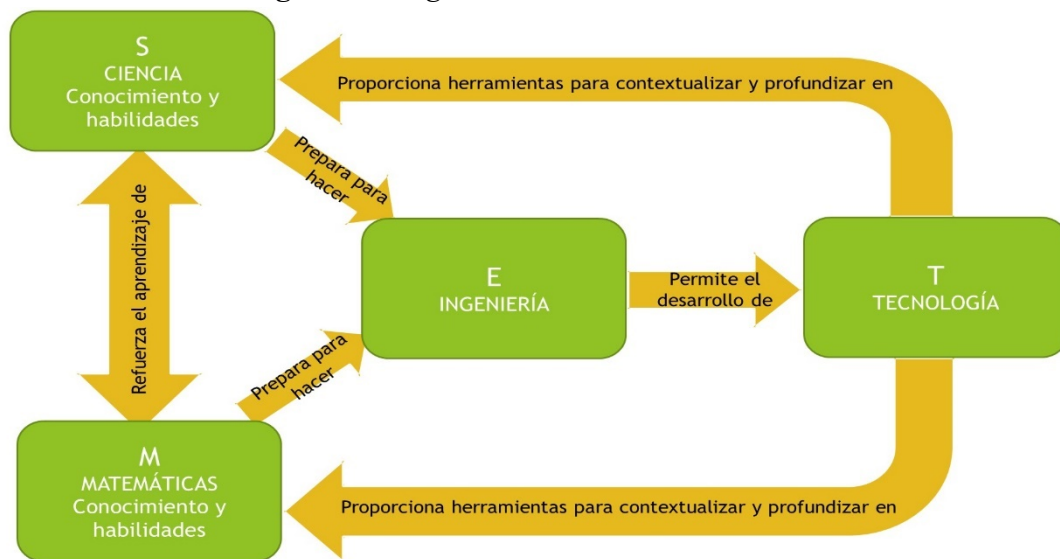 S
CIENCIA
Conocimiento y
habilidades
Proporciona herramientas para contextualizar y profundizar en
Prepara para
hacer
Refuerza el aprendizaje de
E
INGENIERÍA
Permite el
desarrollo de
T
TECNOLOGÍA
Prepara para
hacer
M
MATEMÁTICAS
Conocimiento y
habilidades
Proporciona herramientas para contextualizar y profundizar en